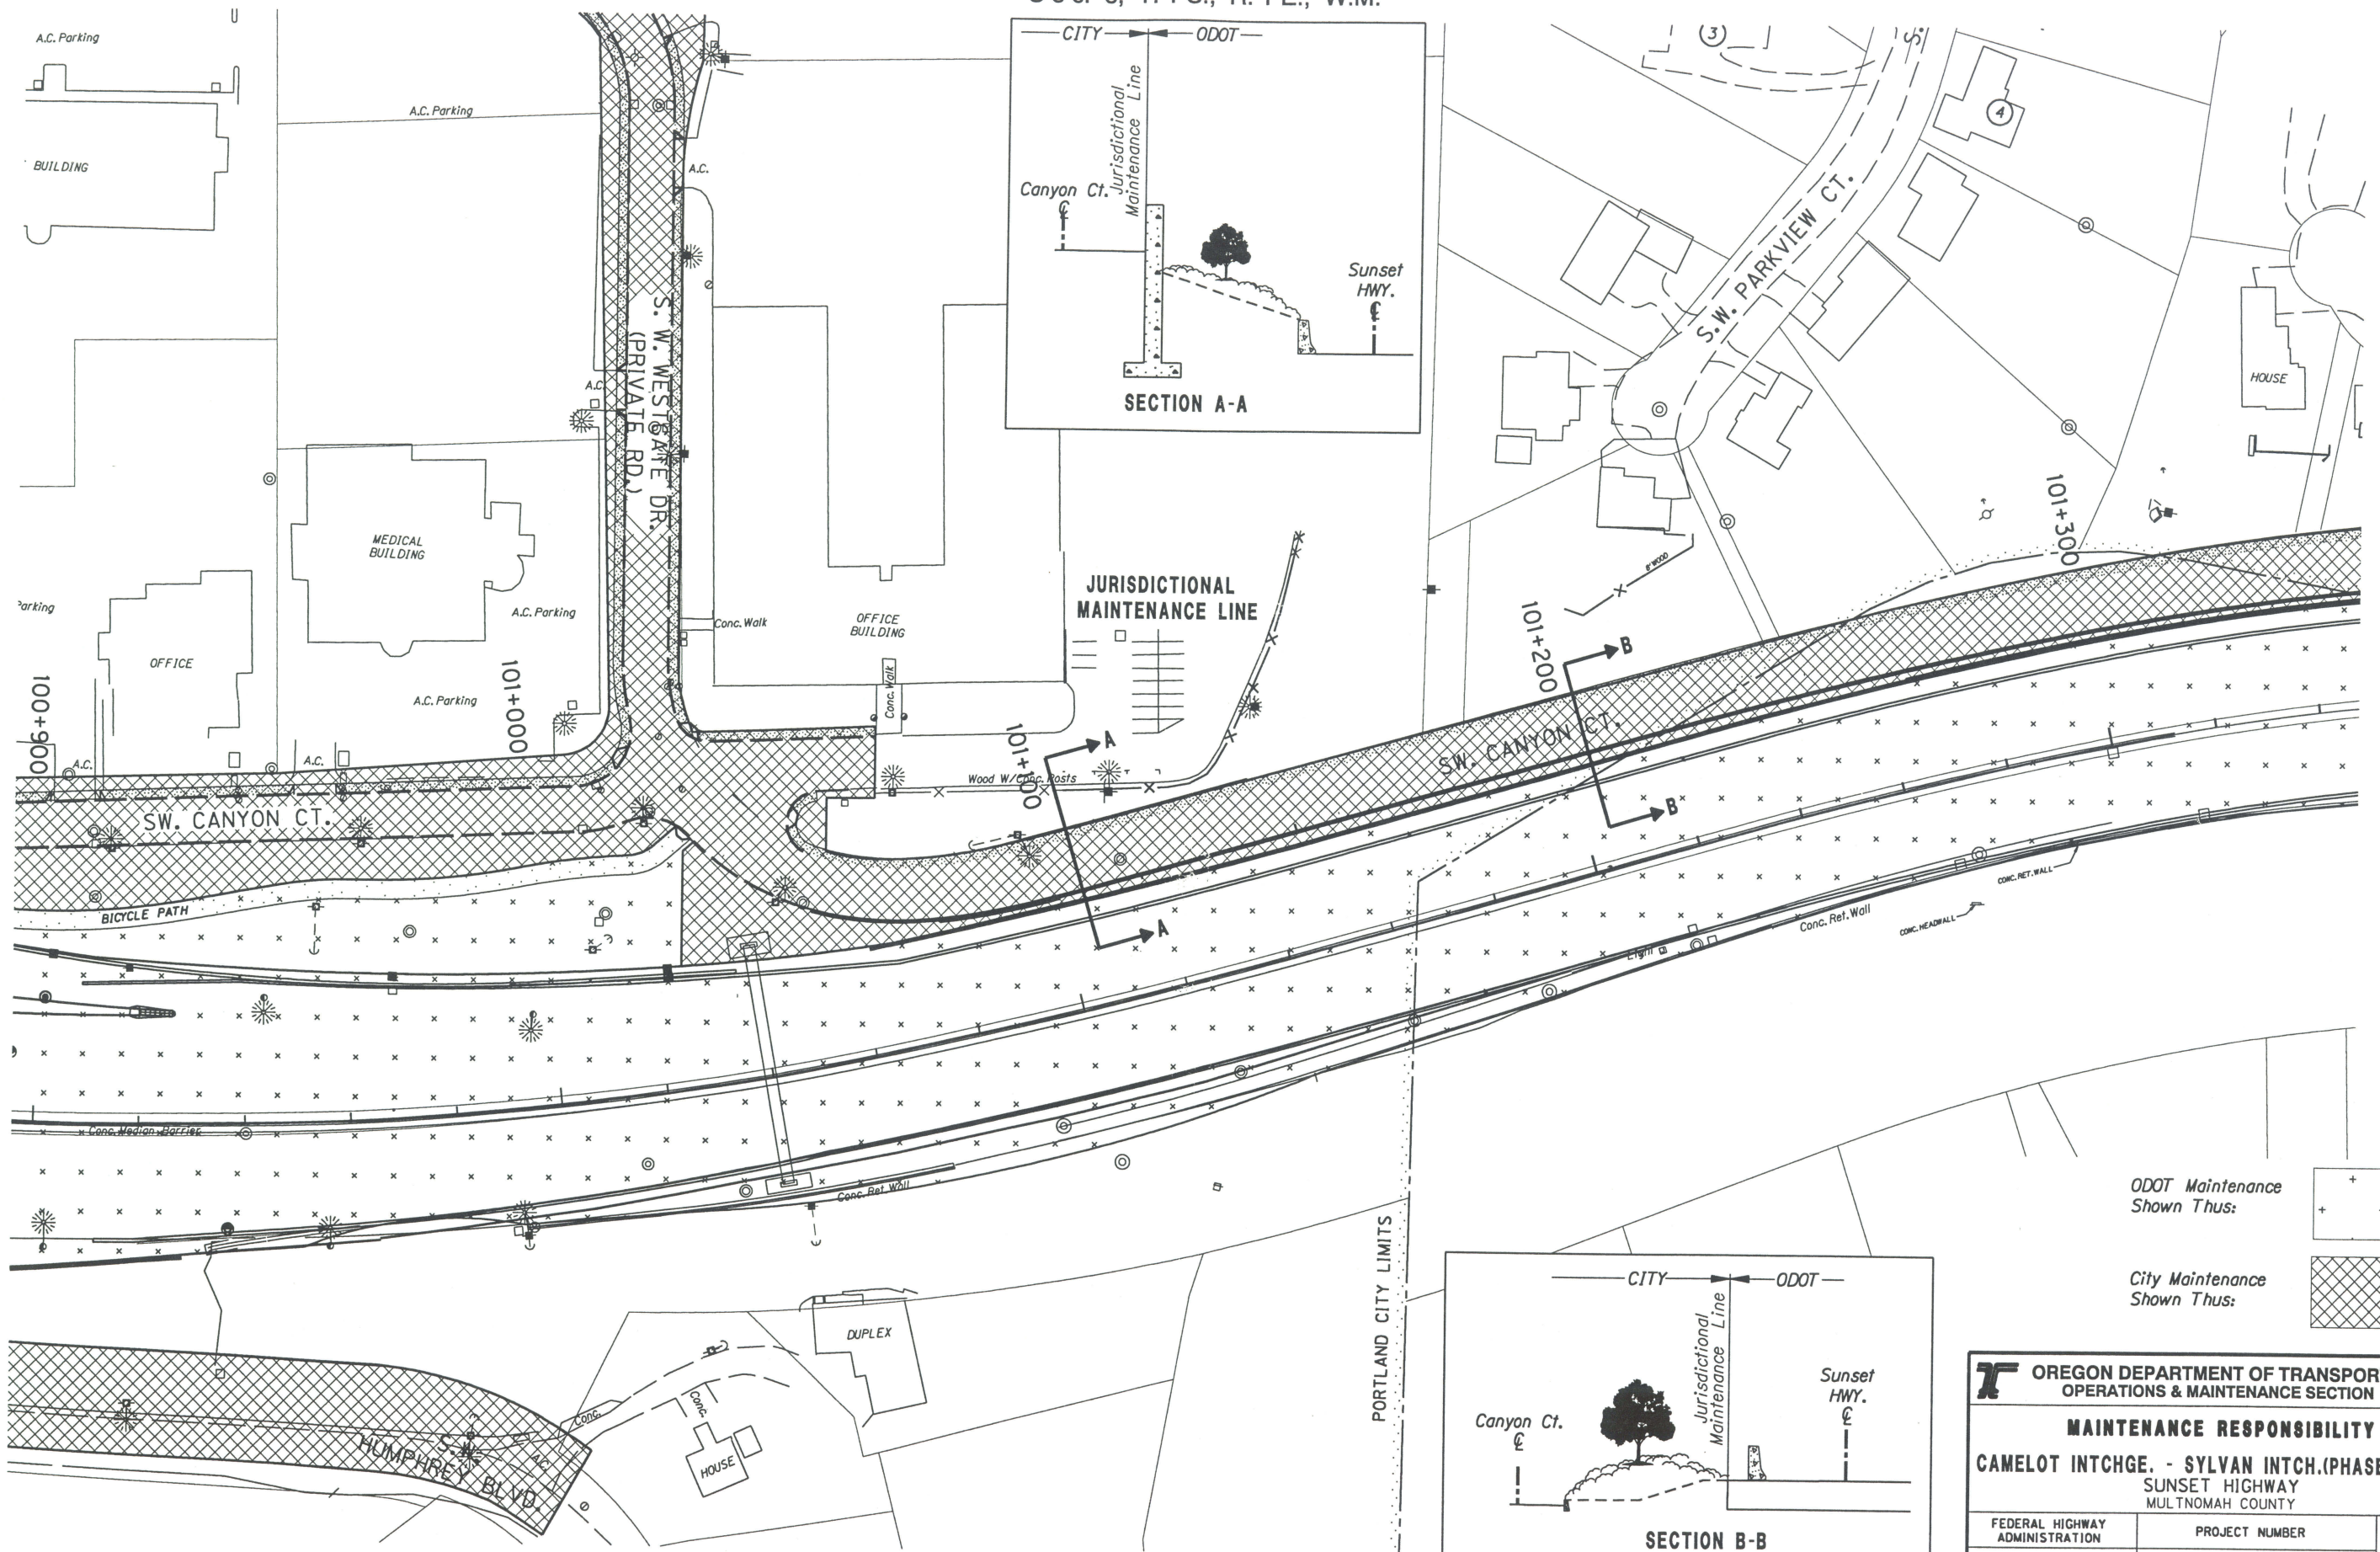 R. 1 E., W.M.
A.C. Parking
A.C. Parking
BUILDING
A.C.
S. W. WESTGATE DR.
(PRIVATE RD.)
A.C.
CITY
ODOT
Jurisdictional
Maintenance Line
Canyon Ct.
Sunset
HWY.
SECTION A-A
3
4
S.W. PARKVIEW CT.
HOUSE
MEDICAL
BUILDING
A.C. Parking
Parking
OFFICE
A.C. Parking
Conc. Walk
OFFICE
BUILDING
Conc. Walk
JURISDICTIONAL
MAINTENANCE LINE
8' WOOD
100+900
101+000
101+100
101+200
101+300
A.C.
A.C.
SW. CANYON CT.
Wood W/Conc. Posts
A
A
B
B
SW. CANYON CT.
BICYCLE PATH
CONC. RET. WALL
CONC. HEADWALL
Conc. Ret. Wall
Light
Conc. Median Barrier
Conc. Ret. Wall
PORTLAND CITY LIMITS
DUPLEX
Conc.
Conc.
HOUSE
A.C.
S. W.
HUMPHREY BLVD.
CITY
ODOT
Jurisdictional
Maintenance Line
Canyon Ct.
Sunset
HWY.
SECTION B-B
ODOT Maintenance
Shown Thus:
City Maintenance
Shown Thus:
OREGON DEPARTMENT OF TRANSPOR
OPERATIONS & MAINTENANCE SECTION
MAINTENANCE RESPONSIBILITY
CAMELOT INTCHGE. - SYLVAN INTCH.(PHASE
SUNSET HIGHWAY
MULTNOMAH COUNTY
FEDERAL HIGHWAY
ADMINISTRATION
PROJECT NUMBER